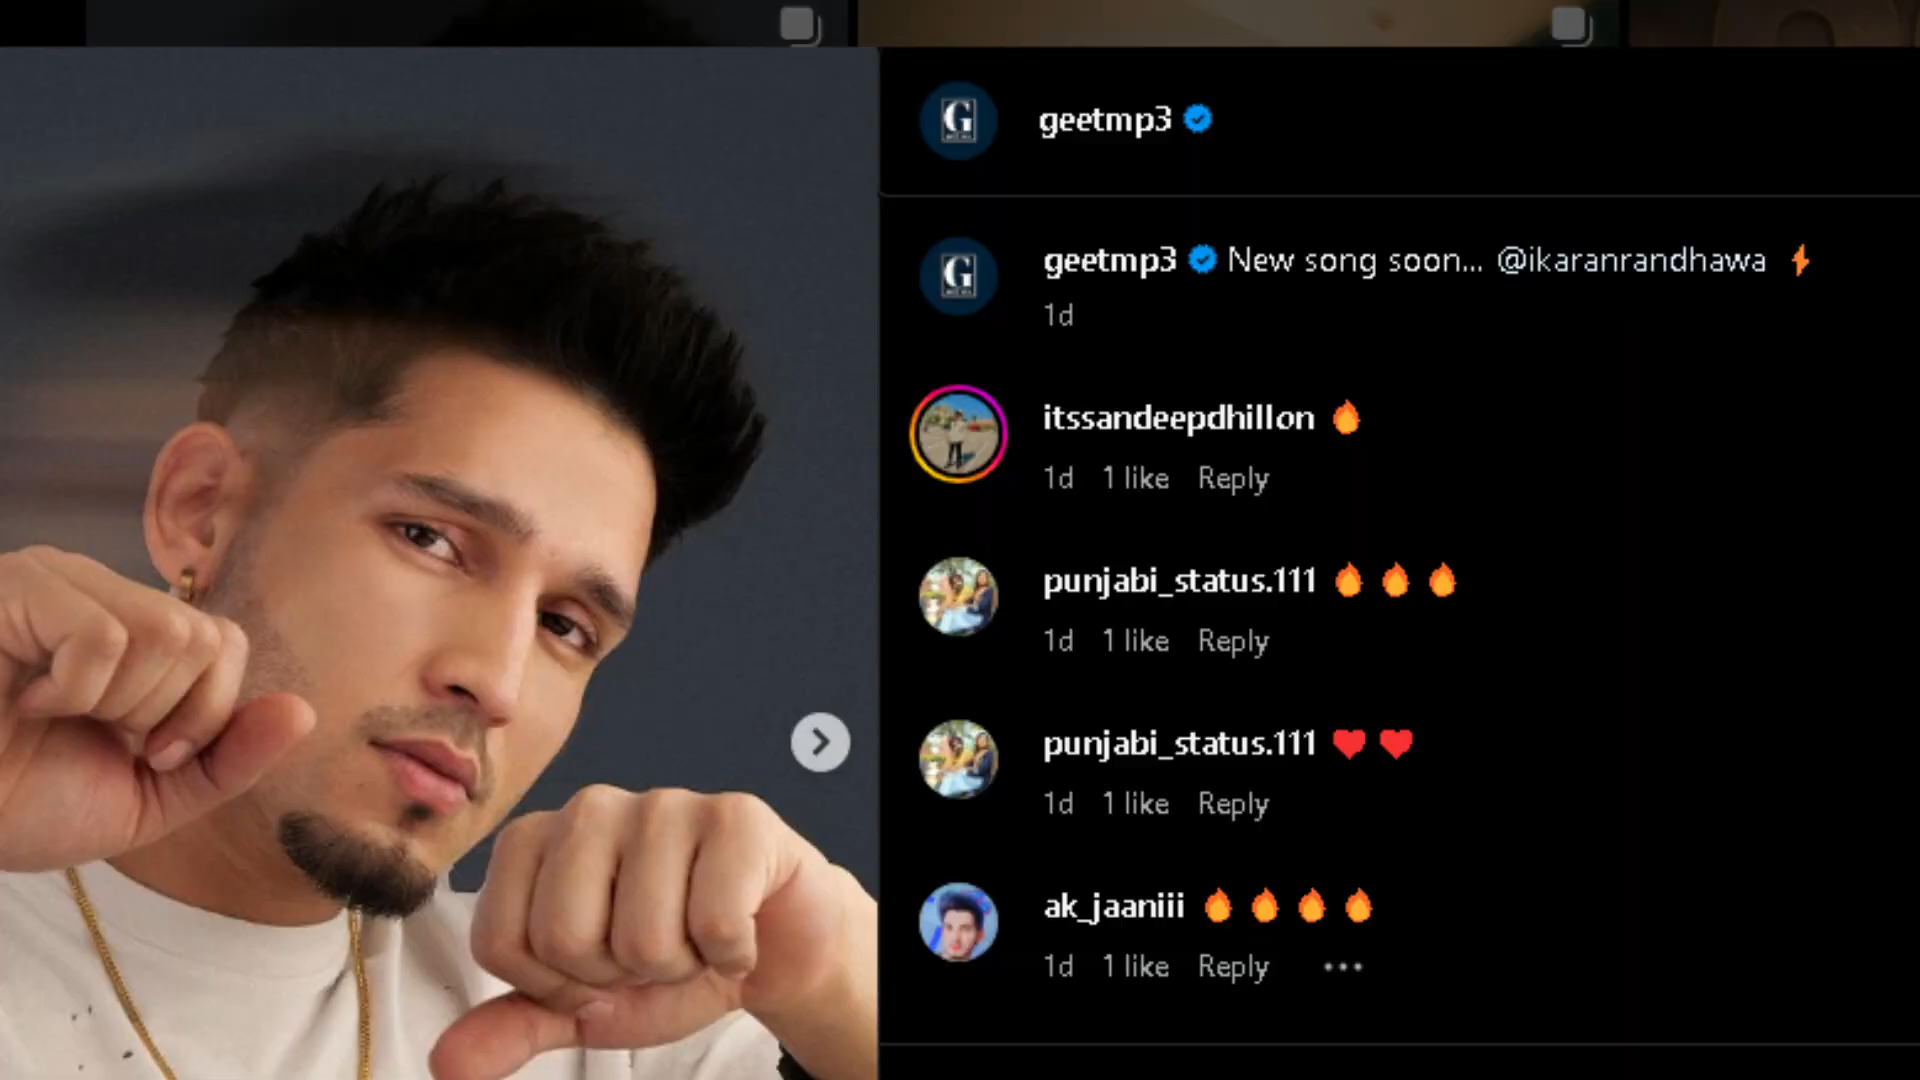 geetmp3
geetmp3 New song soon... @ikaranrandhawa ⚡
1d
itssandeepdhillon 🔥
1d 1 like Reply
punjabi_status.111 🔥🔥🔥
1d 1 like Reply
punjabi_status.111 ♥️♥️
1d 1 like Reply
ak_jaaniii 🔥🔥🔥🔥
1d 1 like Reply